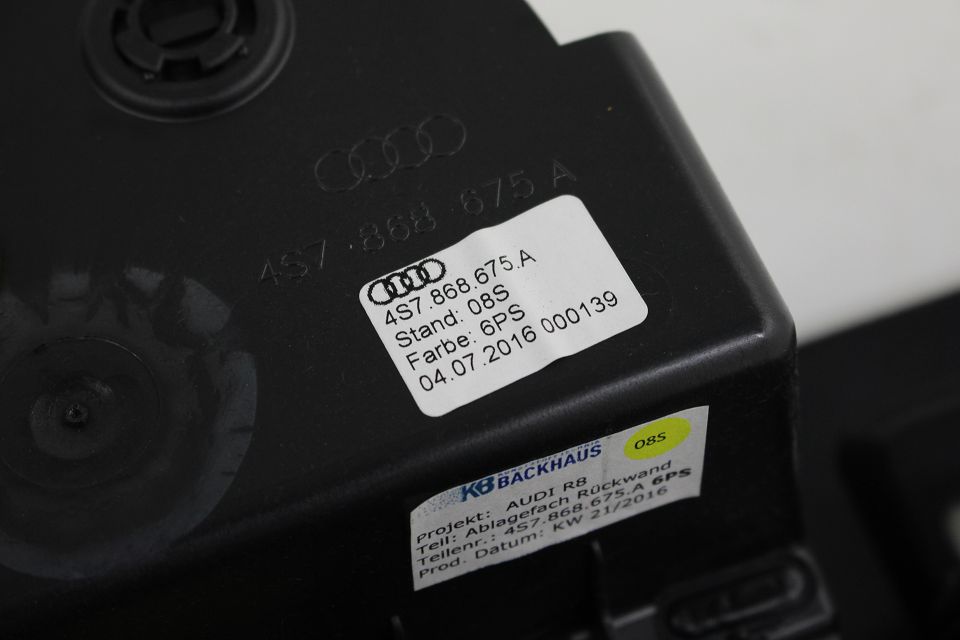 4S7 868 675 A
4S7.868.675.A
Stand: 08S
Farbe: 6PS
04.07.2016 000139
KB BACKHAUS
08S
Projekt: AUDI R8
Teil: Ablagefach Rückwand
Teilenr.: 4S7.868.675.A 6PS
Prod. Datum: KW 21/2016